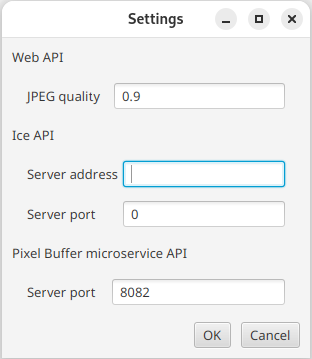 Settings
Web API
JPEG quality 0.9
Ice API
Server address
Server port 0
Pixel Buffer microservice API
Server port 8082
OK Cancel